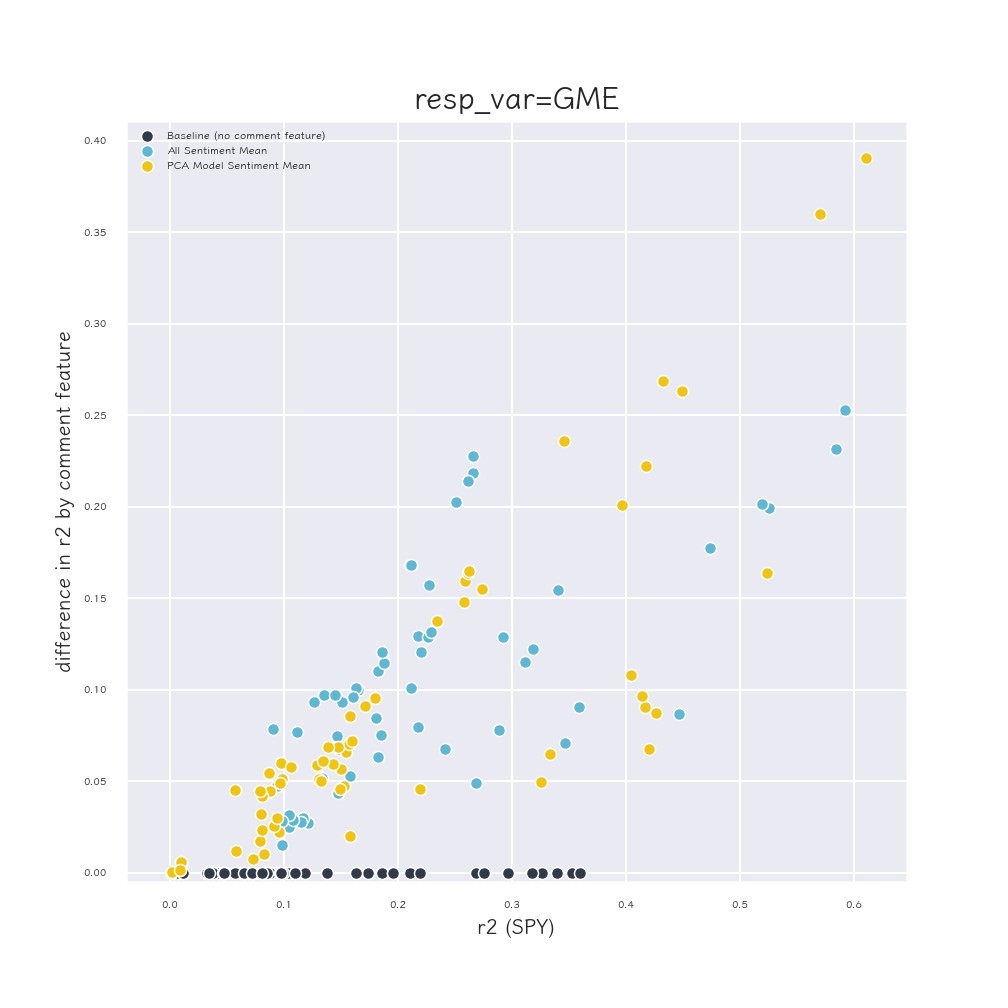 resp_var=GME
Baseline (no comment feature)
All Sentiment Mean
PCA Model Sentiment Mean
difference in r2 by comment feature
0.40
0.35
0.30
0.25
0.20
0.15
0.10
0.05
0.00
0.0 0.1 0.2 0.3 0.4 0.5 0.6
r2 (SPY)